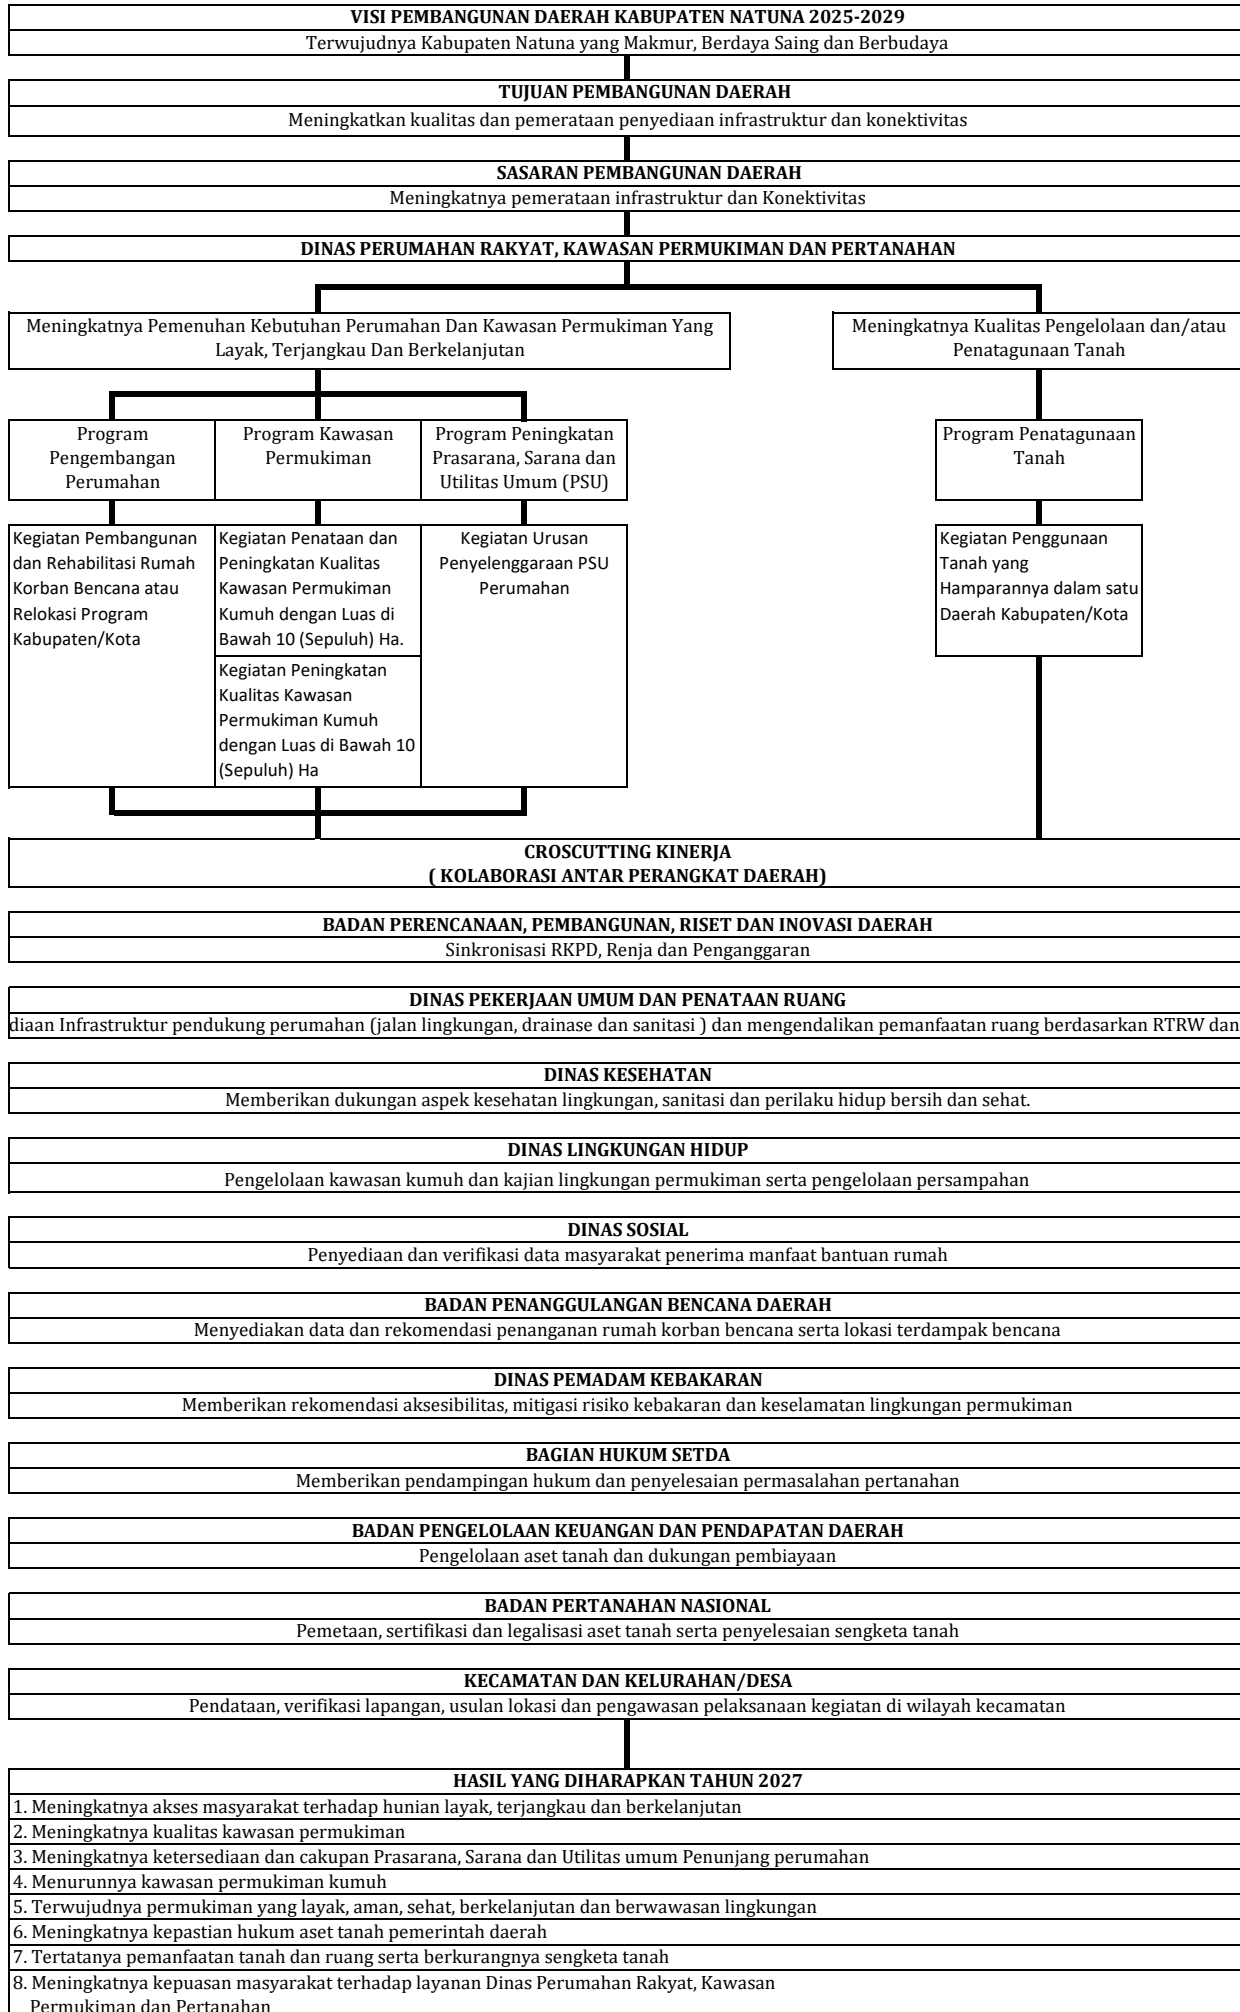 VISI PEMBANGUNAN DAERAH KABUPATEN NATUNA 2025-2029
Terwujudnya Kabupaten Natuna yang Makmur, Berdaya Saing dan Berbudaya
TUJUAN PEMBANGUNAN DAERAH
Meningkatkan kualitas dan pemerataan penyediaan infrastruktur dan konektivitas
SASARAN PEMBANGUNAN DAERAH
Meningkatnya pemerataan infrastruktur dan Konektivitas
DINAS PERUMAHAN RAKYAT, KAWASAN PERMUKIMAN DAN PERTANAHAN
Meningkatnya Pemenuhan Kebutuhan Perumahan Dan Kawasan Permukiman Yang
Layak, Terjangkau Dan Berkelanjutan
Meningkatnya Kualitas Pengelolaan dan/atau
Penatagunaan Tanah
Program
Pengembangan
Perumahan
Program Kawasan
Permukiman
Program Peningkatan
Prasarana, Sarana dan
Utilitas Umum (PSU)
Program Penatagunaan
Tanah
Kegiatan Pembangunan
dan Rehabilitasi Rumah
Korban Bencana atau
Relokasi Program
Kabupaten/Kota
Kegiatan Penataan dan
Peningkatan Kualitas
Kawasan Permukiman
Kumuh dengan Luas di
Bawah 10 (Sepuluh) Ha.
Kegiatan Peningkatan
Kualitas Kawasan
Permukiman Kumuh
dengan Luas di Bawah 10
(Sepuluh) Ha
Kegiatan Urusan
Penyelenggaraan PSU
Perumahan
Kegiatan Penggunaan
Tanah yang
Hamparannya dalam satu
Daerah Kabupaten/Kota
CROSCUTTING KINERJA
( KOLABORASI ANTAR PERANGKAT DAERAH)
BADAN PERENCANAAN, PEMBANGUNAN, RISET DAN INOVASI DAERAH
Sinkronisasi RKPD, Renja dan Penganggaran
DINAS PEKERJAAN UMUM DAN PENATAAN RUANG
diaan Infrastruktur pendukung perumahan (jalan lingkungan, drainase dan sanitasi ) dan mengendalikan pemanfaatan ruang berdasarkan RTRW dan
DINAS KESEHATAN
Memberikan dukungan aspek kesehatan lingkungan, sanitasi dan perilaku hidup bersih dan sehat.
DINAS LINGKUNGAN HIDUP
Pengelolaan kawasan kumuh dan kajian lingkungan permukiman serta pengelolaan persampahan
DINAS SOSIAL
Penyediaan dan verifikasi data masyarakat penerima manfaat bantuan rumah
BADAN PENANGGULANGAN BENCANA DAERAH
Menyediakan data dan rekomendasi penanganan rumah korban bencana serta lokasi terdampak bencana
DINAS PEMADAM KEBAKARAN
Memberikan rekomendasi aksesibilitas, mitigasi risiko kebakaran dan keselamatan lingkungan permukiman
BAGIAN HUKUM SETDA
Memberikan pendampingan hukum dan penyelesaian permasalahan pertanahan
BADAN PENGELOLAAN KEUANGAN DAN PENDAPATAN DAERAH
Pengelolaan aset tanah dan dukungan pembiayaan
BADAN PERTANAHAN NASIONAL
Pemetaan, sertifikasi dan legalisasi aset tanah serta penyelesaian sengketa tanah
KECAMATAN DAN KELURAHAN/DESA
Pendataan, verifikasi lapangan, usulan lokasi dan pengawasan pelaksanaan kegiatan di wilayah kecamatan
HASIL YANG DIHARAPKAN TAHUN 2027
1. Meningkatnya akses masyarakat terhadap hunian layak, terjangkau dan berkelanjutan
2. Meningkatnya kualitas kawasan permukiman
3. Meningkatnya ketersediaan dan cakupan Prasarana, Sarana dan Utilitas umum Penunjang perumahan
4. Menurunnya kawasan permukiman kumuh
5. Terwujudnya permukiman yang layak, aman, sehat, berkelanjutan dan berwawasan lingkungan
6. Meningkatnya kepastian hukum aset tanah pemerintah daerah
7. Tertatanya pemanfaatan tanah dan ruang serta berkurangnya sengketa tanah
8. Meningkatnya kepuasan masyarakat terhadap layanan Dinas Perumahan Rakyat, Kawasan
Permukiman dan Pertanahan